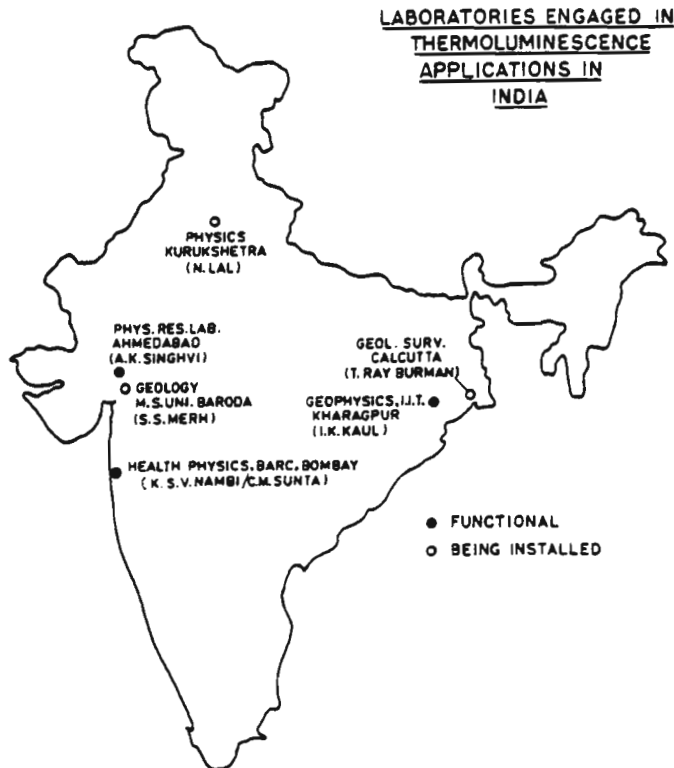 LABORATORIES ENGAGED IN
THERMOLUMINESCENCE
APPLICATIONS IN
INDIA
PHYSICS
KURUKSHETRA
(N. LAL)
PHYS. RES. LAB.
AHMEDABAD
(A.K. SINGHVI)
GEOLOGY
M.S. UNI. BARODA
(S.S. MERH)
GEOL. SURV.
CALCUTTA
(T. RAY BURMAN)
GEOPHYSICS, I.I.T.
KHARAGPUR
(I.K. KAUL)
HEALTH PHYSICS, BARC, BOMBAY
(K.S.V. NAMBI/C.M. SUNTA)
FUNCTIONAL
BEING INSTALLED